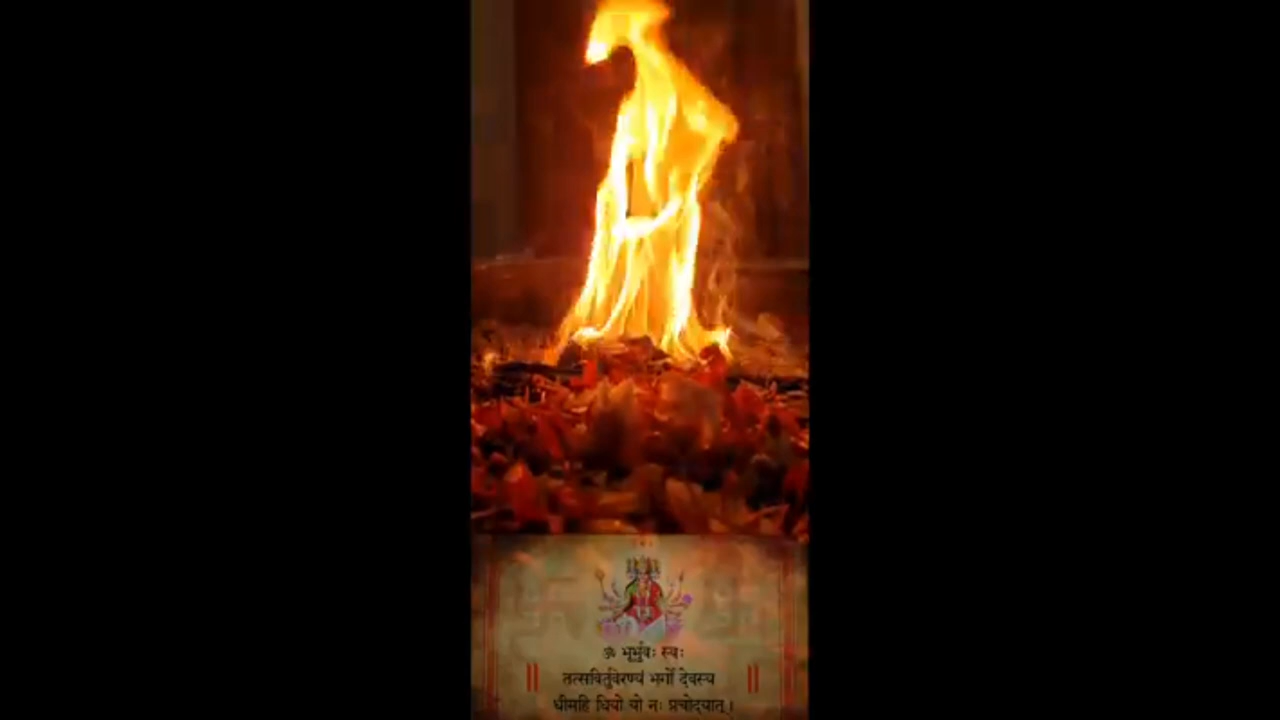 ॐ भूर्भुवः स्वः
|| तत्सवितुर्वरेण्यं भर्गो देवस्य ||
धीमहि धियो यो नः प्रचोदयात् ।